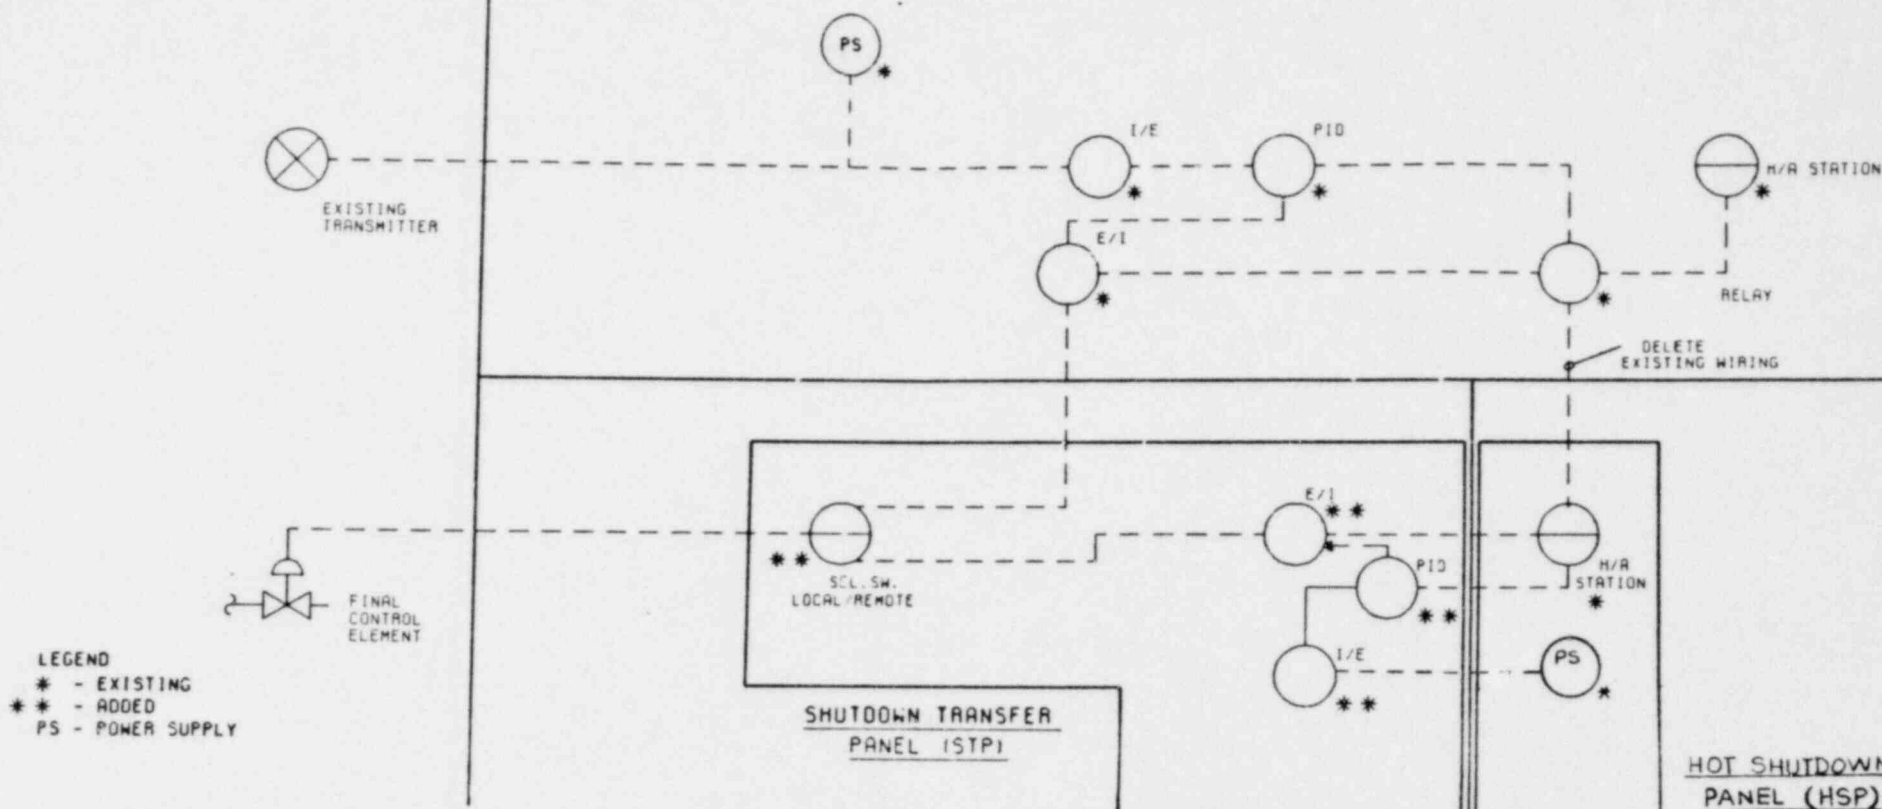 PS
*
I/E
*
PID
*
H/A STATION
*
EXISTING
TRANSMITTER
E/I
*
RELAY
*
DELETE
EXISTING WIRING
E/I
* *
* *
SEL.SW.
LOCAL/REMOTE
PID
* *
H/A
STATION
*
FINAL
CONTROL
ELEMENT
I/E
* *
PS
*
LEGEND
* - EXISTING
* * - ADDED
PS - POWER SUPPLY
SHUTDOWN TRANSFER
PANEL (STP)
HOT SHUTDOWN
PANEL (HSP)